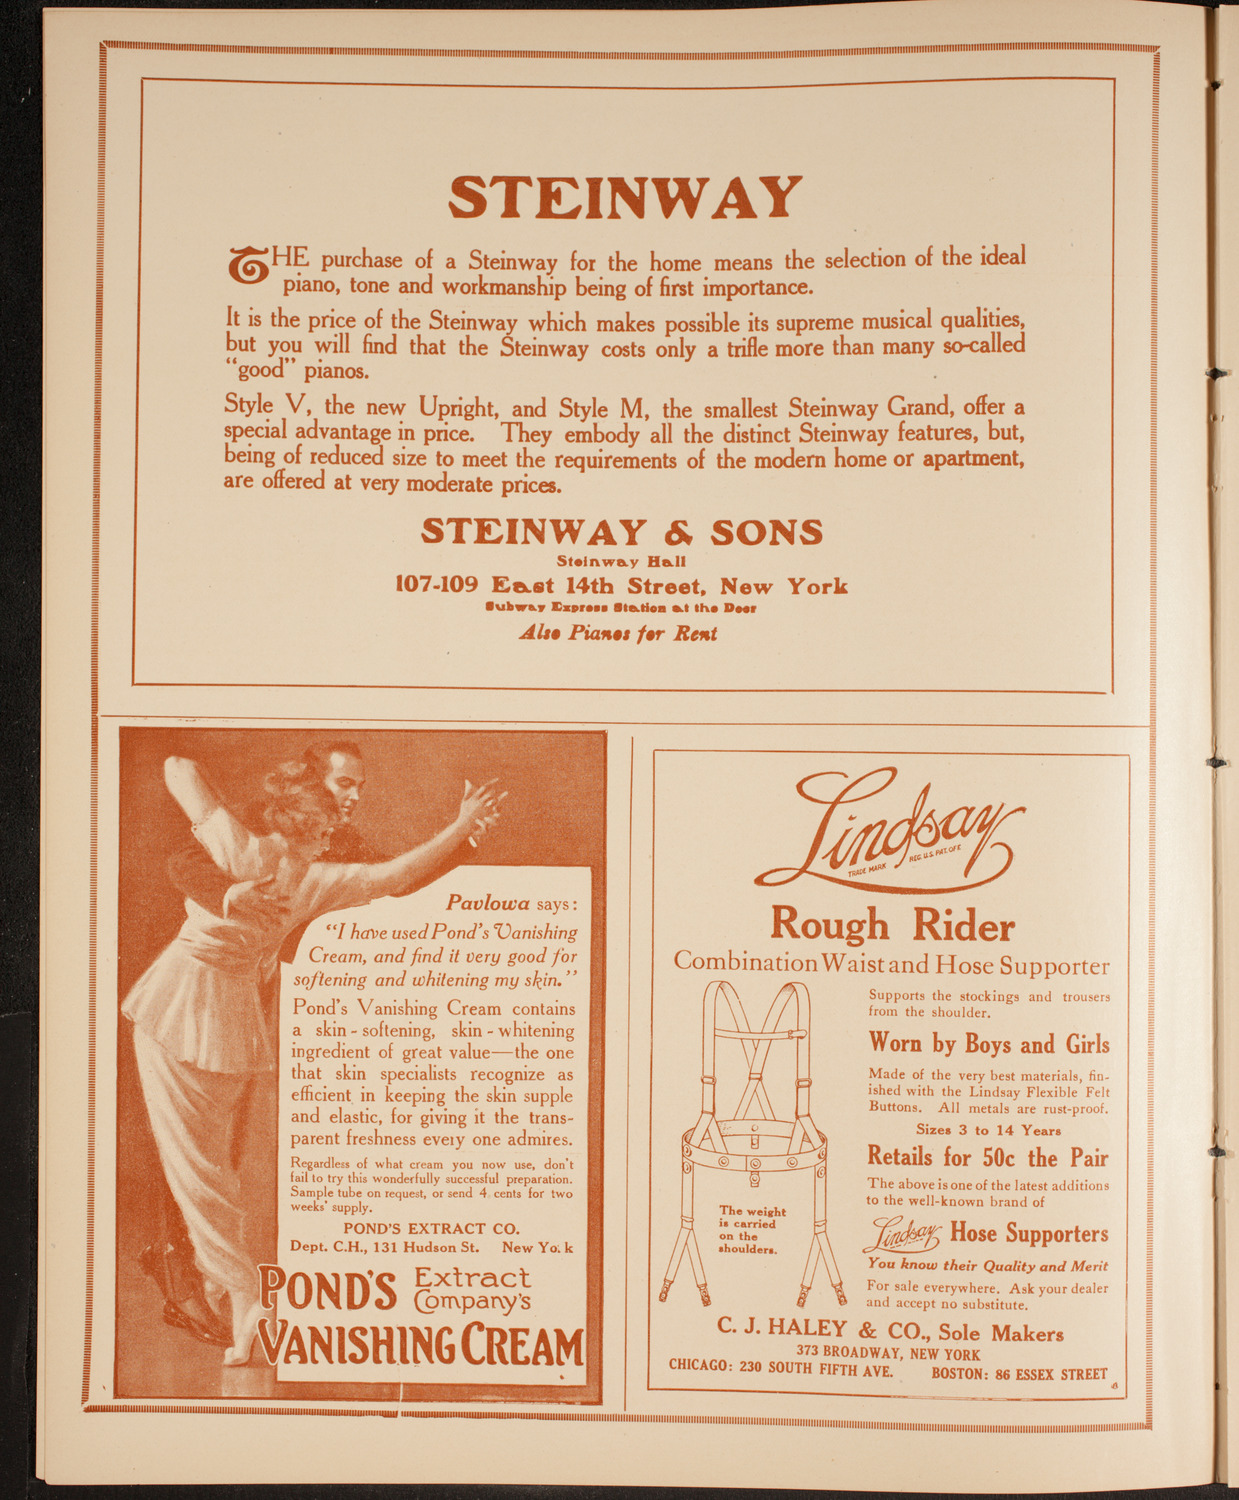 STEINWAY
THE purchase of a Steinway for the home means the selection of the ideal
piano, tone and workmanship being of first importance.
It is the price of the Steinway which makes possible its supreme musical qualities,
but you will find that the Steinway costs only a trifle more than many so-called
“good” pianos.
Style V, the new Upright, and Style M, the smallest Steinway Grand, offer a
special advantage in price. They embody all the distinct Steinway features, but,
being of reduced size to meet the requirements of the modern home or apartment,
are offered at very moderate prices.
STEINWAY & SONS
Steinway Hall
107-109 East 14th Street, New York
Subway Express Station at the Door
Also Pianos for Rent
Pavlowa says:
“I have used Pond's Vanishing
Cream, and find it very good for
softening and whitening my skin.”
Pond's Vanishing Cream contains
a skin-softening, skin-whitening
ingredient of great value—the one
that skin specialists recognize as
efficient in keeping the skin supple
and elastic, for giving it the trans-
parent freshness every one admires.
Regardless of what cream you now use, don't
fail to try this wonderfully successful preparation.
Sample tube on request, or send 4 cents for two
weeks' supply.
POND'S EXTRACT CO.
Dept. C.H., 131 Hudson St. New York
POND'S Extract
Company's
VANISHING CREAM
Lindsay
TRADE MARK REG. U.S. PAT. OFF.
Rough Rider
Combination Waist and Hose Supporter
Supports the stockings and trousers
from the shoulder.
Worn by Boys and Girls
Made of the very best materials, fin-
ished with the Lindsay Flexible Felt
Buttons. All metals are rust-proof.
Sizes 3 to 14 Years
Retails for 50c the Pair
The above is one of the latest additions
to the well-known brand of
Lindsay Hose Supporters
You know their Quality and Merit
For sale everywhere. Ask your dealer
and accept no substitute.
The weight
is carried
on the
shoulders.
C. J. HALEY & CO., Sole Makers
373 BROADWAY, NEW YORK
CHICAGO: 230 SOUTH FIFTH AVE. BOSTON: 86 ESSEX STREET